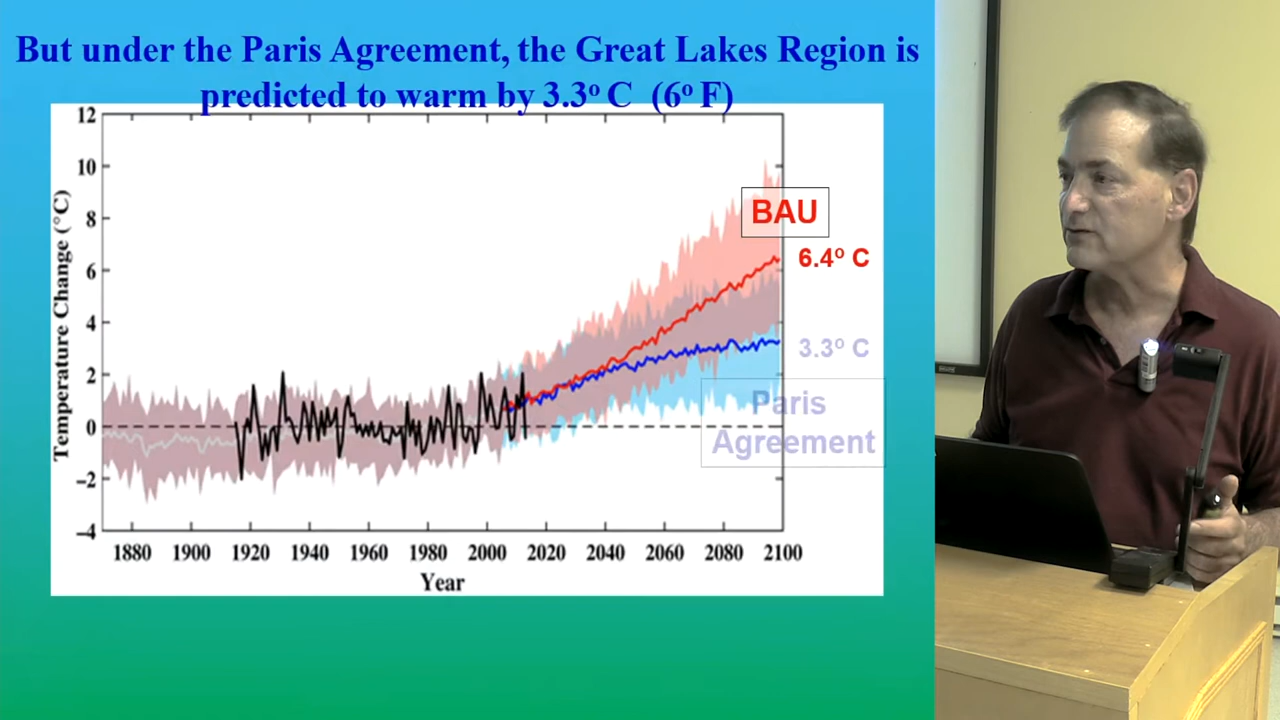 But under the Paris Agreement, the Great Lakes Region is
predicted to warm by 3.3º C (6º F)
12
10
8
6
4
2
0
−2
−4
Temperature Change (°C)
BAU
6.4º C
3.3º C
Paris
Agreement
1880 1900 1920 1940 1960 1980 2000 2020 2040 2060 2080 2100
Year